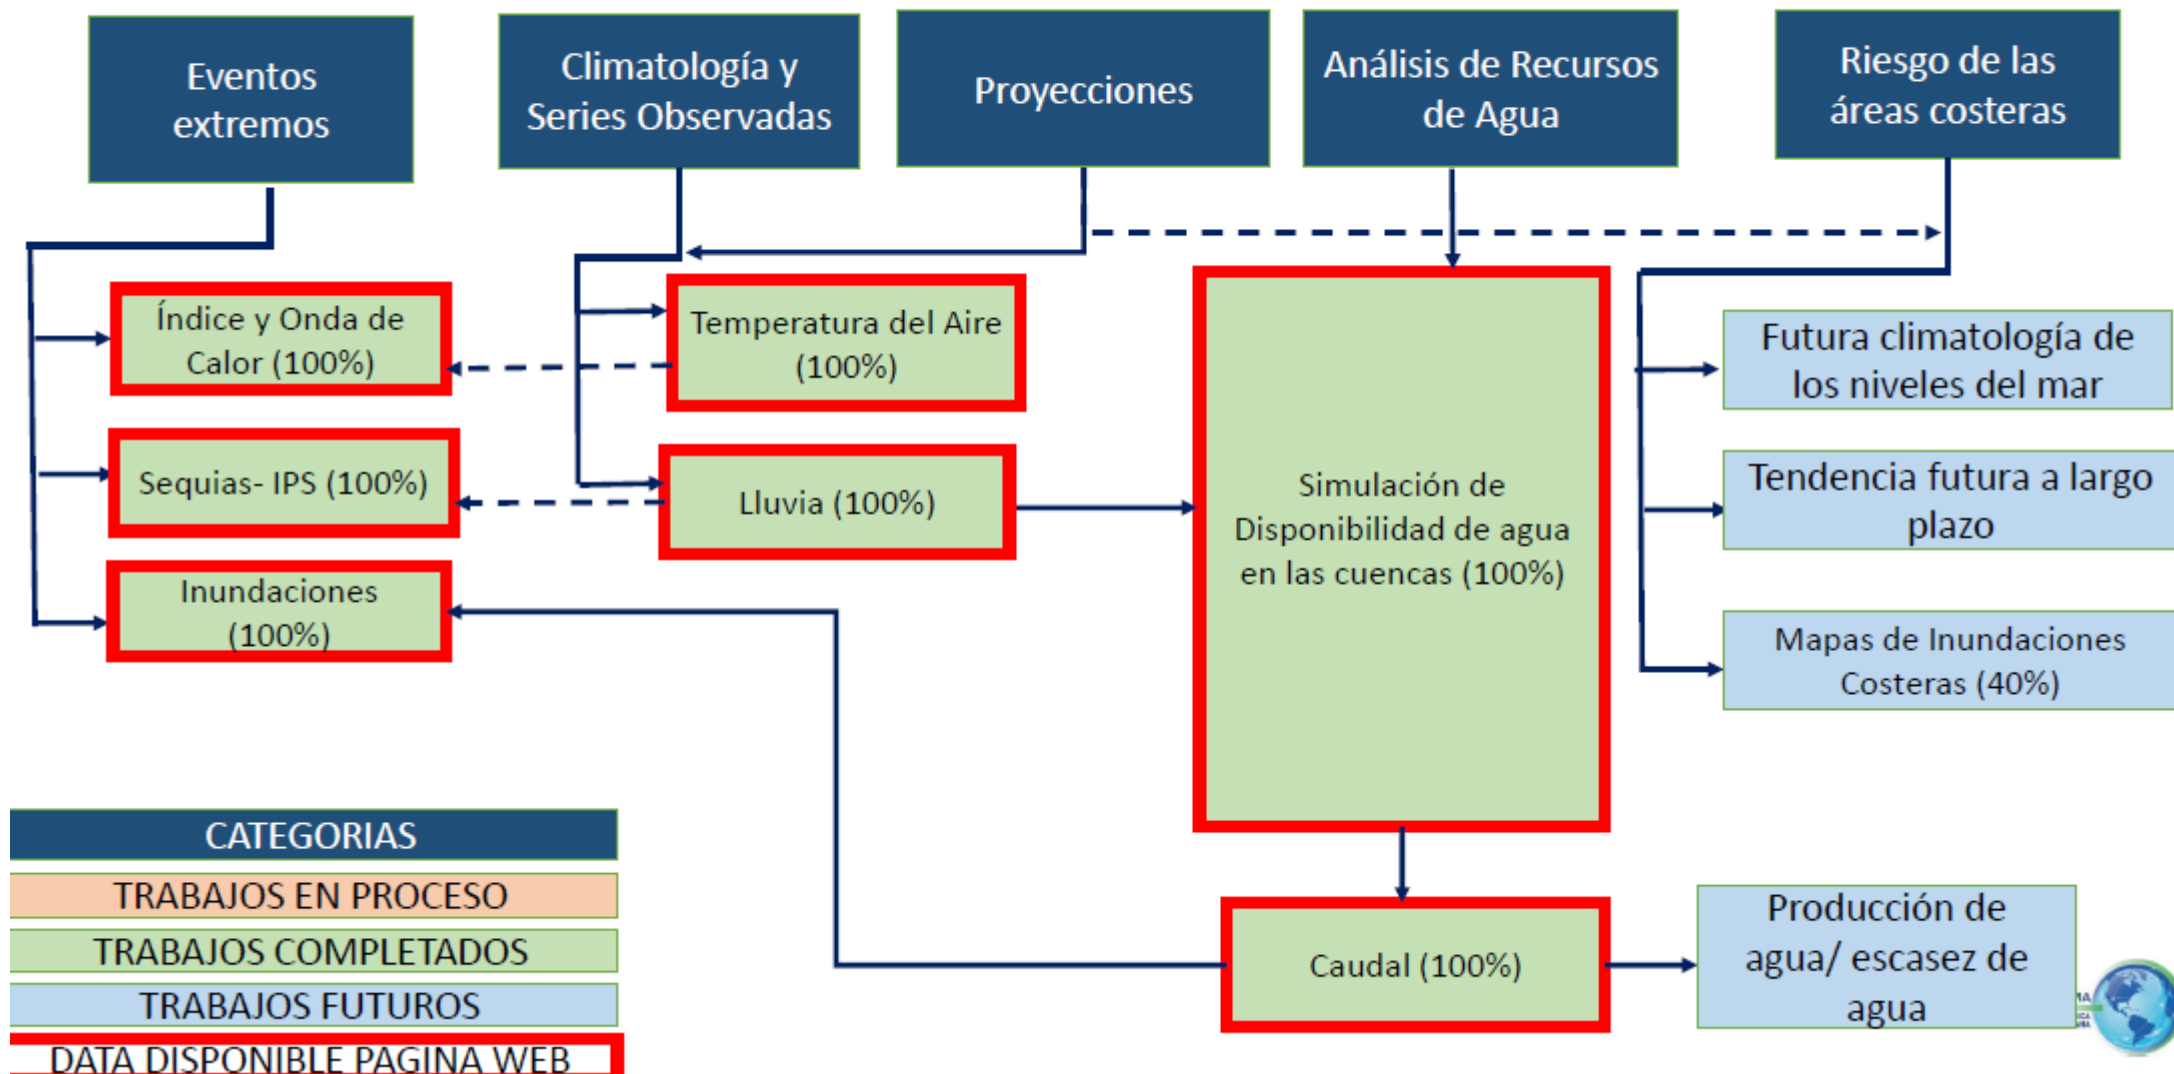 Eventos
extremos
Climatología y
Series Observadas
Proyecciones
Análisis de Recursos
de Agua
Riesgo de las
áreas costeras
Índice y Onda de
Calor (100%)
Temperatura del Aire
(100%)
Futura climatología de
los niveles del mar
Sequias- IPS (100%)
Lluvia (100%)
Simulación de
Disponibilidad de agua
en las cuencas (100%)
Tendencia futura a largo
plazo
Inundaciones
(100%)
Mapas de Inundaciones
Costeras (40%)
CATEGORIAS
TRABAJOS EN PROCESO
TRABAJOS COMPLETADOS
TRABAJOS FUTUROS
DATA DISPONIBLE PAGINA WEB
Caudal (100%)
Producción de
agua/ escasez de
agua